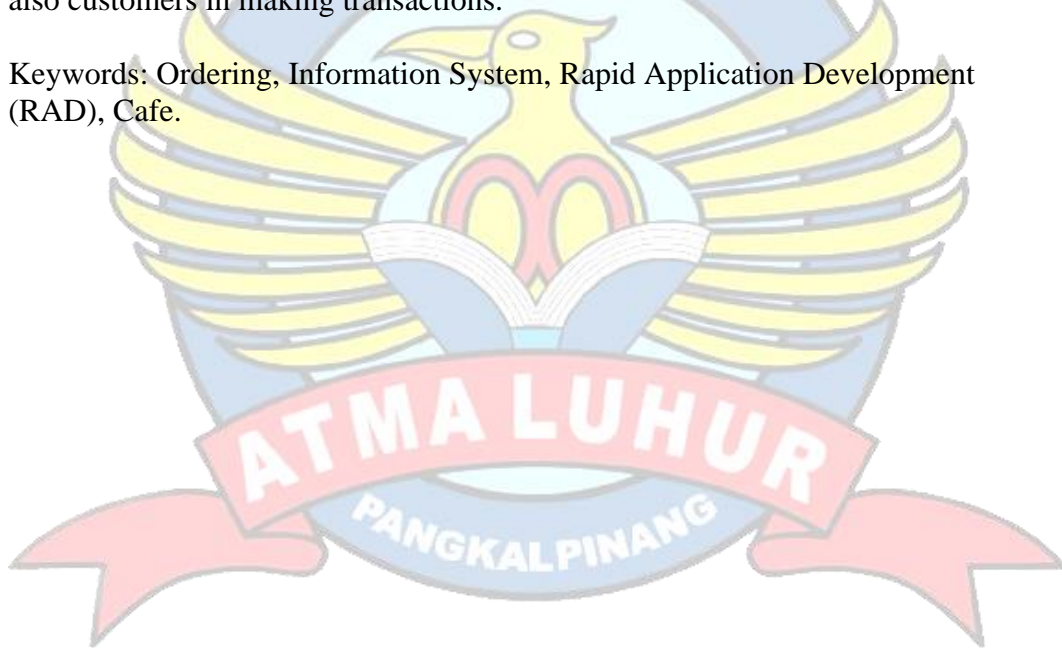 also customers in making transactions.
Keywords: Ordering, Information System, Rapid Application Development
(RAD), Cafe.
ATMA LUHUR
PANGKALPINANG